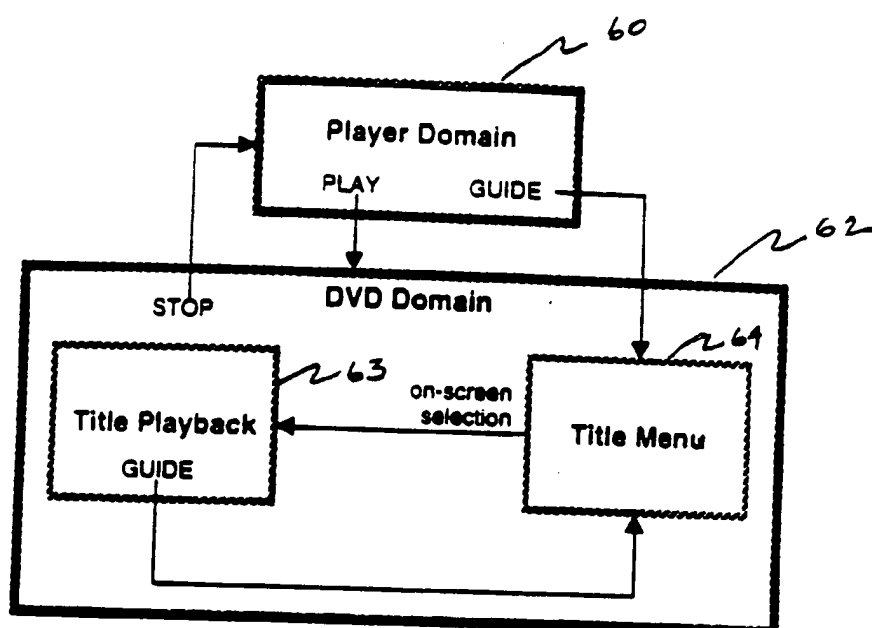 60
Player Domain
PLAY
GUIDE
62
STOP
DVD Domain
64
63
on-screen
selection
Title Playback
GUIDE
Title Menu